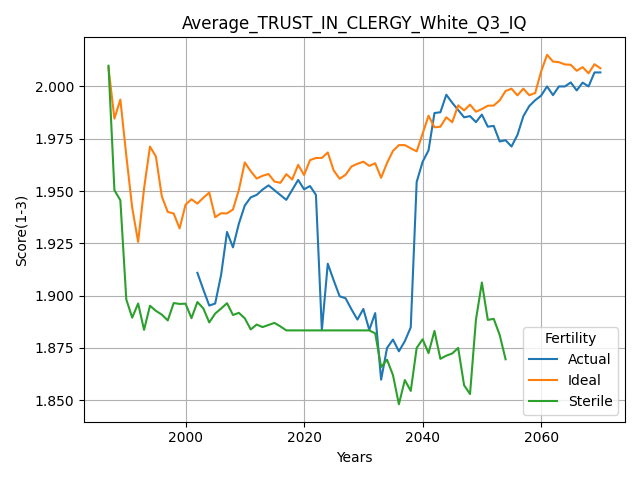 Average_TRUST_IN_CLERGY_White_Q3_IQ
Score(1-3)
2.000
1.975
1.950
1.925
1.900
1.875
1.850
2000
2020
2040
2060
Years
Fertility
Actual
Ideal
Sterile